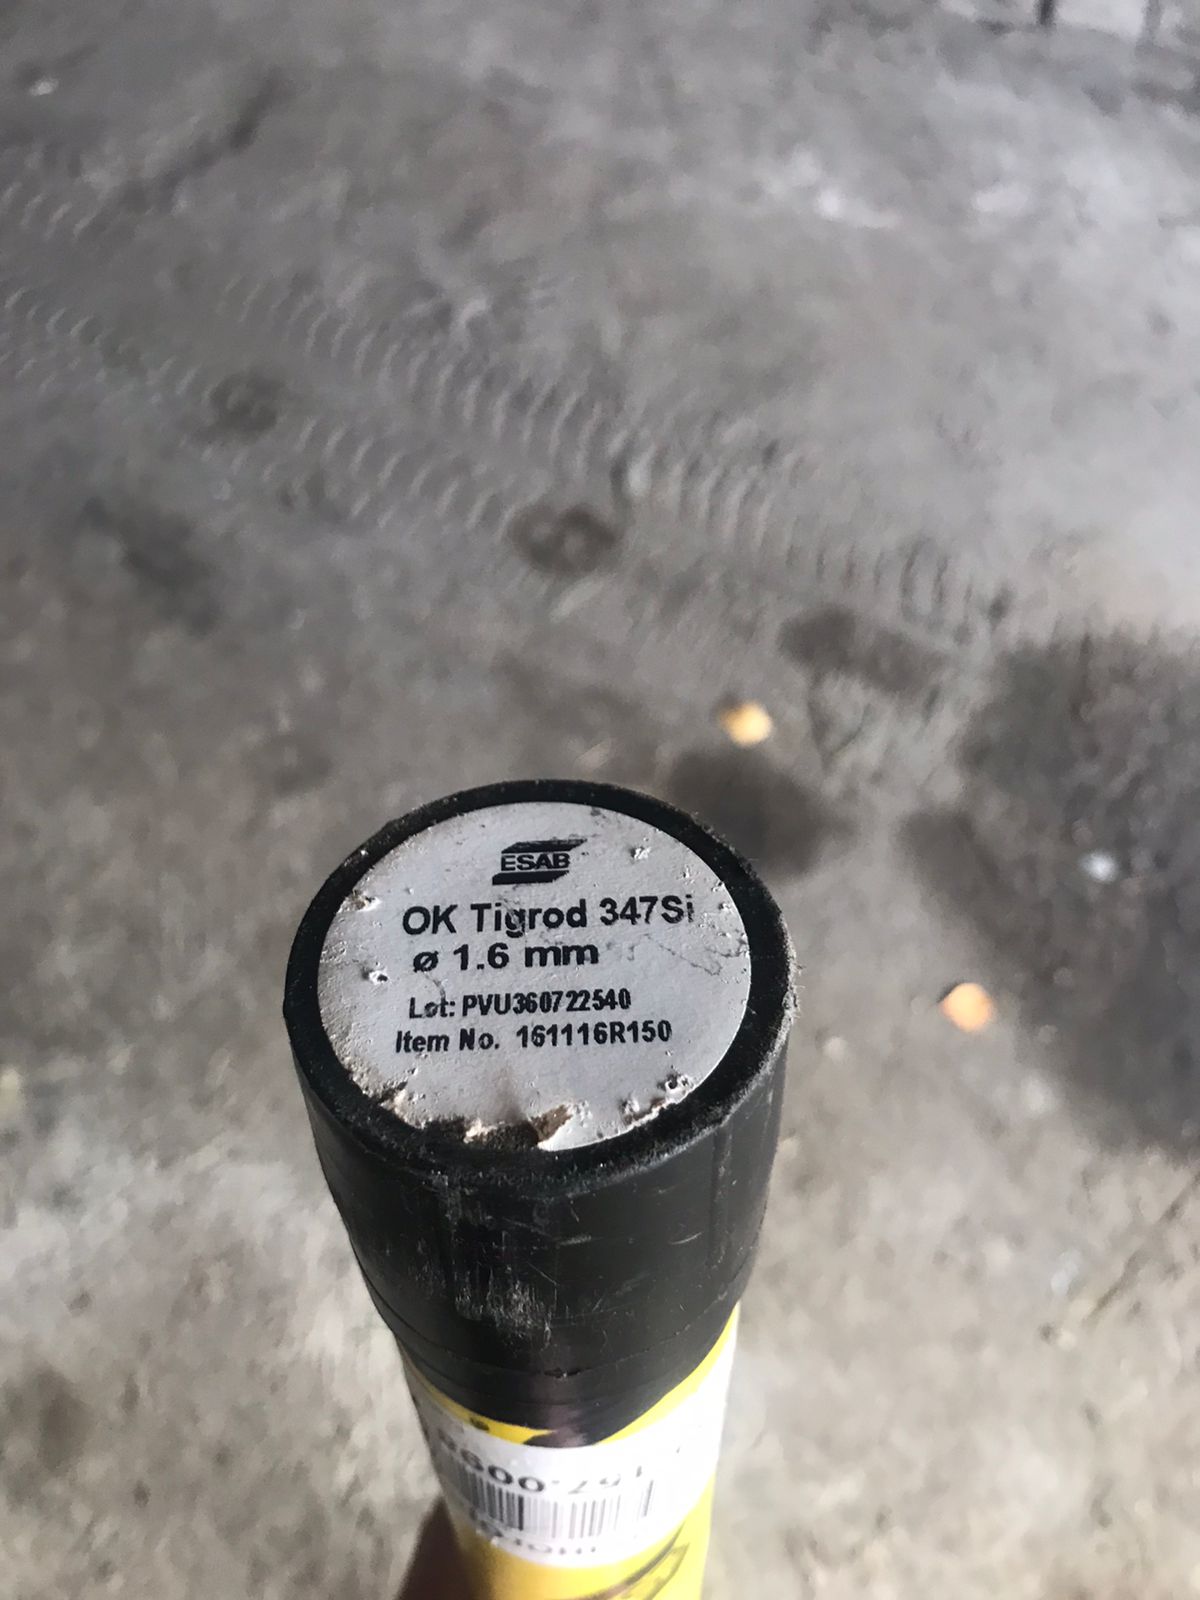 ESAB
OK Tigrod 347Si
ø 1.6 mm
Lot: PVU360722540
Item No. 161116R150